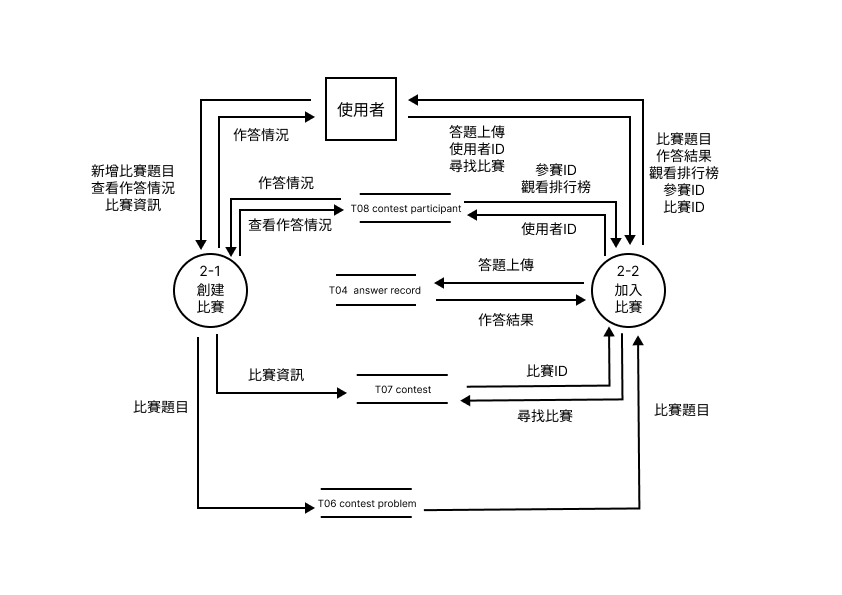 使用者
作答情況
答題上傳
使用者ID
尋找比賽
比賽題目
作答結果
觀看排行榜
參賽ID
比賽ID
新增比賽題目
查看作答情況
比賽資訊
作答情況
參賽ID
觀看排行榜
T08 contest participant
查看作答情況
使用者ID
2-1
創建
比賽
答題上傳
2-2
加入
比賽
T04 answer record
作答結果
比賽資訊
比賽ID
T07 contest
比賽題目
尋找比賽
比賽題目
T06 contest problem